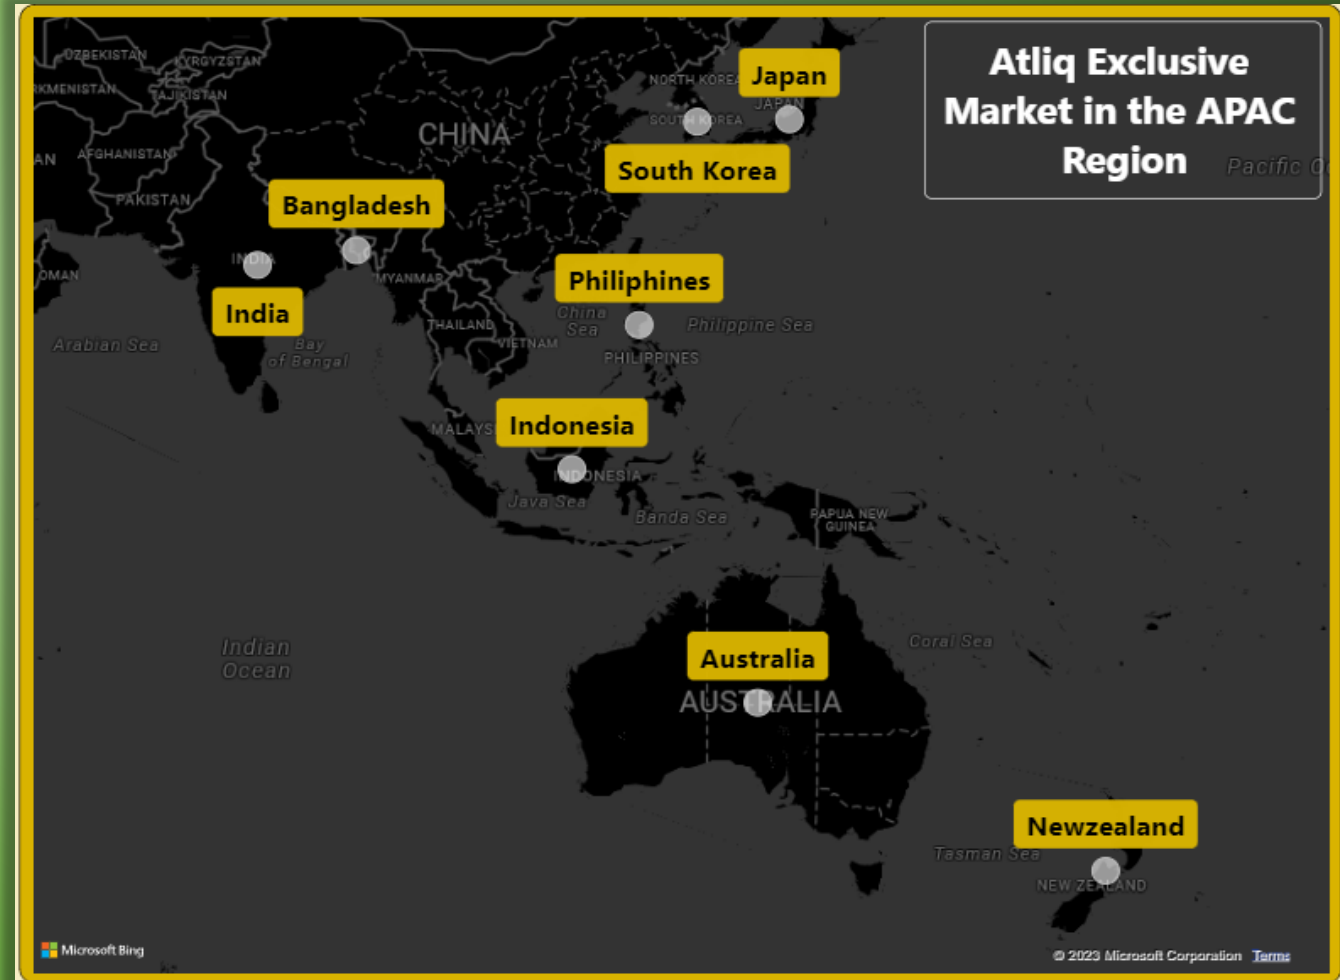 Atliq Exclusive
Market in the APAC
Region
Pacific O
UZBEKISTAN
KYRGYZSTAN
RKMENISTAN
TAJIKISTAN
NORTH KOREA
Japan
JAPAN
SOUTH KOREA
CHINA
AN
AFGHANISTAN
South Korea
PAKISTAN
Bangladesh
INDIA
OMAN
MYANMAR
Philiphines
India
China
Sea
Philippine Sea
THAILAND
VIETNAM
Arabian Sea
Bay
of Bengal
PHILIPPINES
MALAYS
Indonesia
INDONESIA
Java Sea
Banda Sea
PAPUA NEW
GUINEA
Indian
Ocean
Coral Sea
Australia
AUSTRALIA
Newzealand
Tasman Sea
NEW ZEALAND
Microsoft Bing
© 2023 Microsoft Corporation Terms